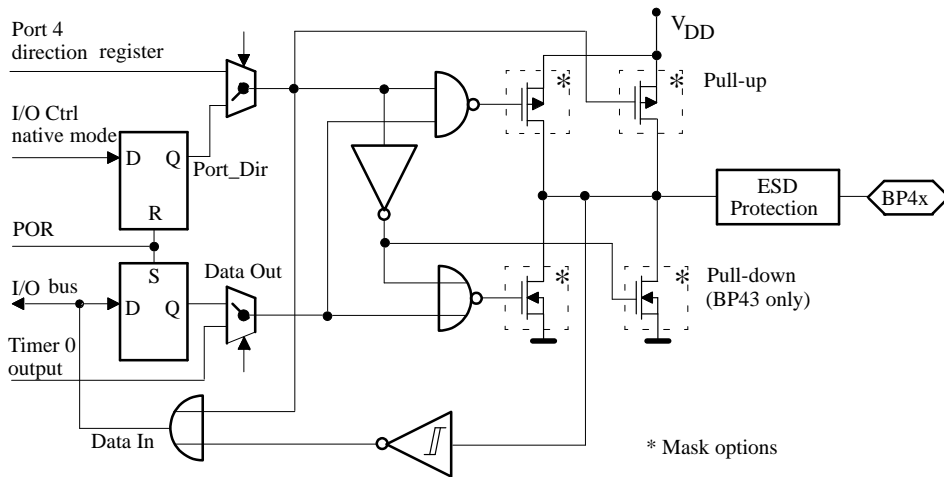 Port 4
direction register
I/O Ctrl
native mode
D Q
Port_Dir
R
POR
S
I/O bus
D Q
Data Out
Timer 0
output
Data In
V_DD
*
*
Pull-up
ESD
Protection
BP4x
*
*
Pull-down
(BP43 only)
* Mask options